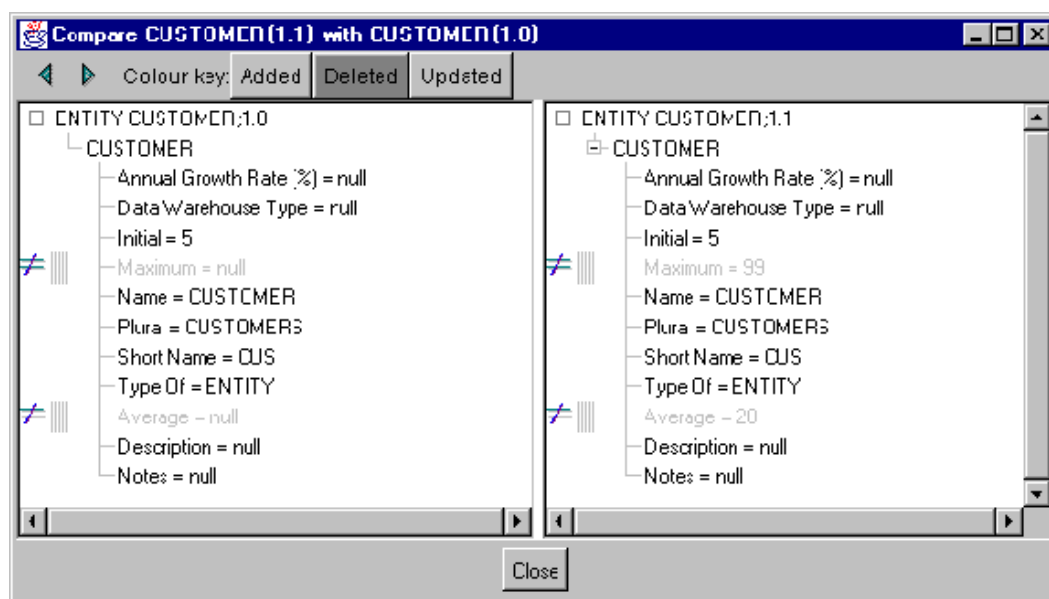 Compare CUSTOMER(1.1) with CUSTOMER(1.0)
Colour key: Added Deleted Updated
ENTITY CUSTOMER;1.0
CUSTOMER
Annual Growth Rate (%) = null
Data Warehouse Type = null
Initial = 5
Maximum = null
Name = CUSTOMER
Plura = CUSTOMERS
Short Name = CUS
Type Of = ENTITY
Average = null
Description = null
Notes = null
ENTITY CUSTOMER;1.1
CUSTOMER
Annual Growth Rate (%) = null
Data Warehouse Type = null
Initial = 5
Maximum = 99
Name = CUSTOMER
Plura = CUSTOMERS
Short Name = CUS
Type Of = ENTITY
Average = 20
Description = null
Notes = null
Close